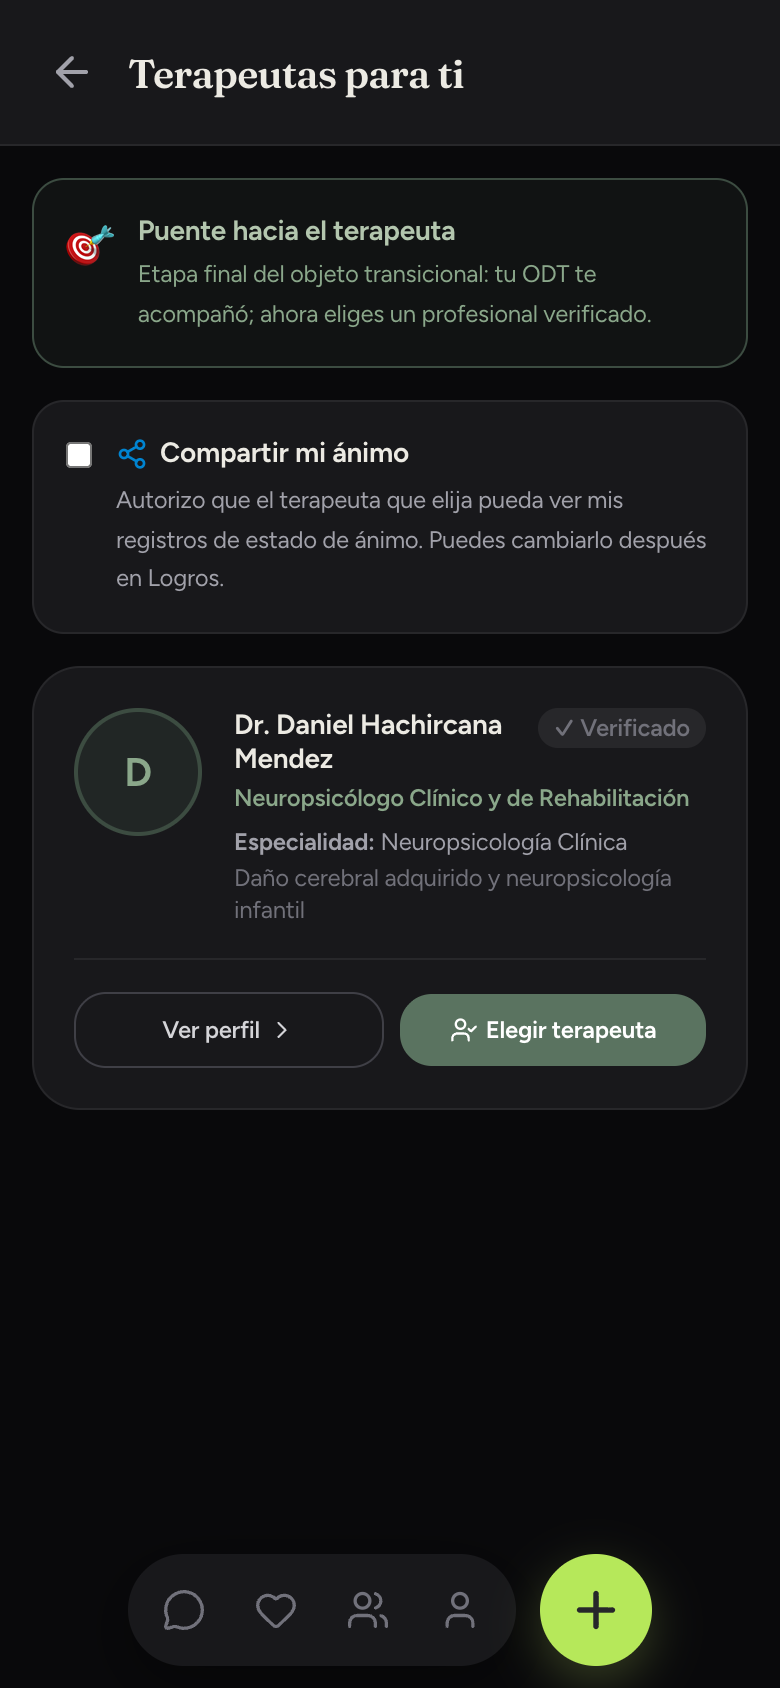 Terapeutas para ti
Puente hacia el terapeuta
Etapa final del objeto transicional: tu ODT te
acompañó; ahora eliges un profesional verificado.
Compartir mi ánimo
Autorizo que el terapeuta que elija pueda ver mis
registros de estado de ánimo. Puedes cambiarlo después
en Logros.
D
Dr. Daniel Hachircana
Mendez
✓ Verificado
Neuropsicólogo Clínico y de Rehabilitación
Especialidad: Neuropsicología Clínica
Daño cerebral adquirido y neuropsicología
infantil
Ver perfil
Elegir terapeuta